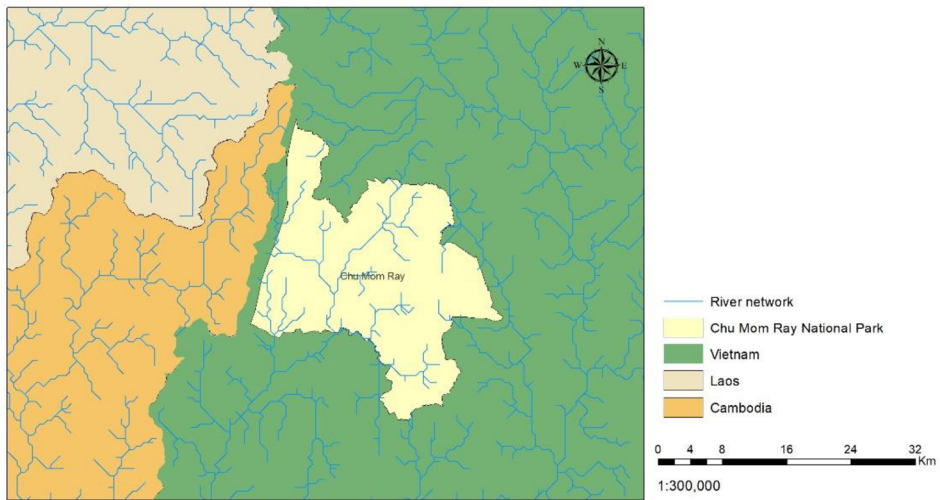 N
W E
S
Chu Mom Ray
River network
Chu Mom Ray National Park
Vietnam
Laos
Cambodia
0 4 8 16 24 32
Km
1:300,000